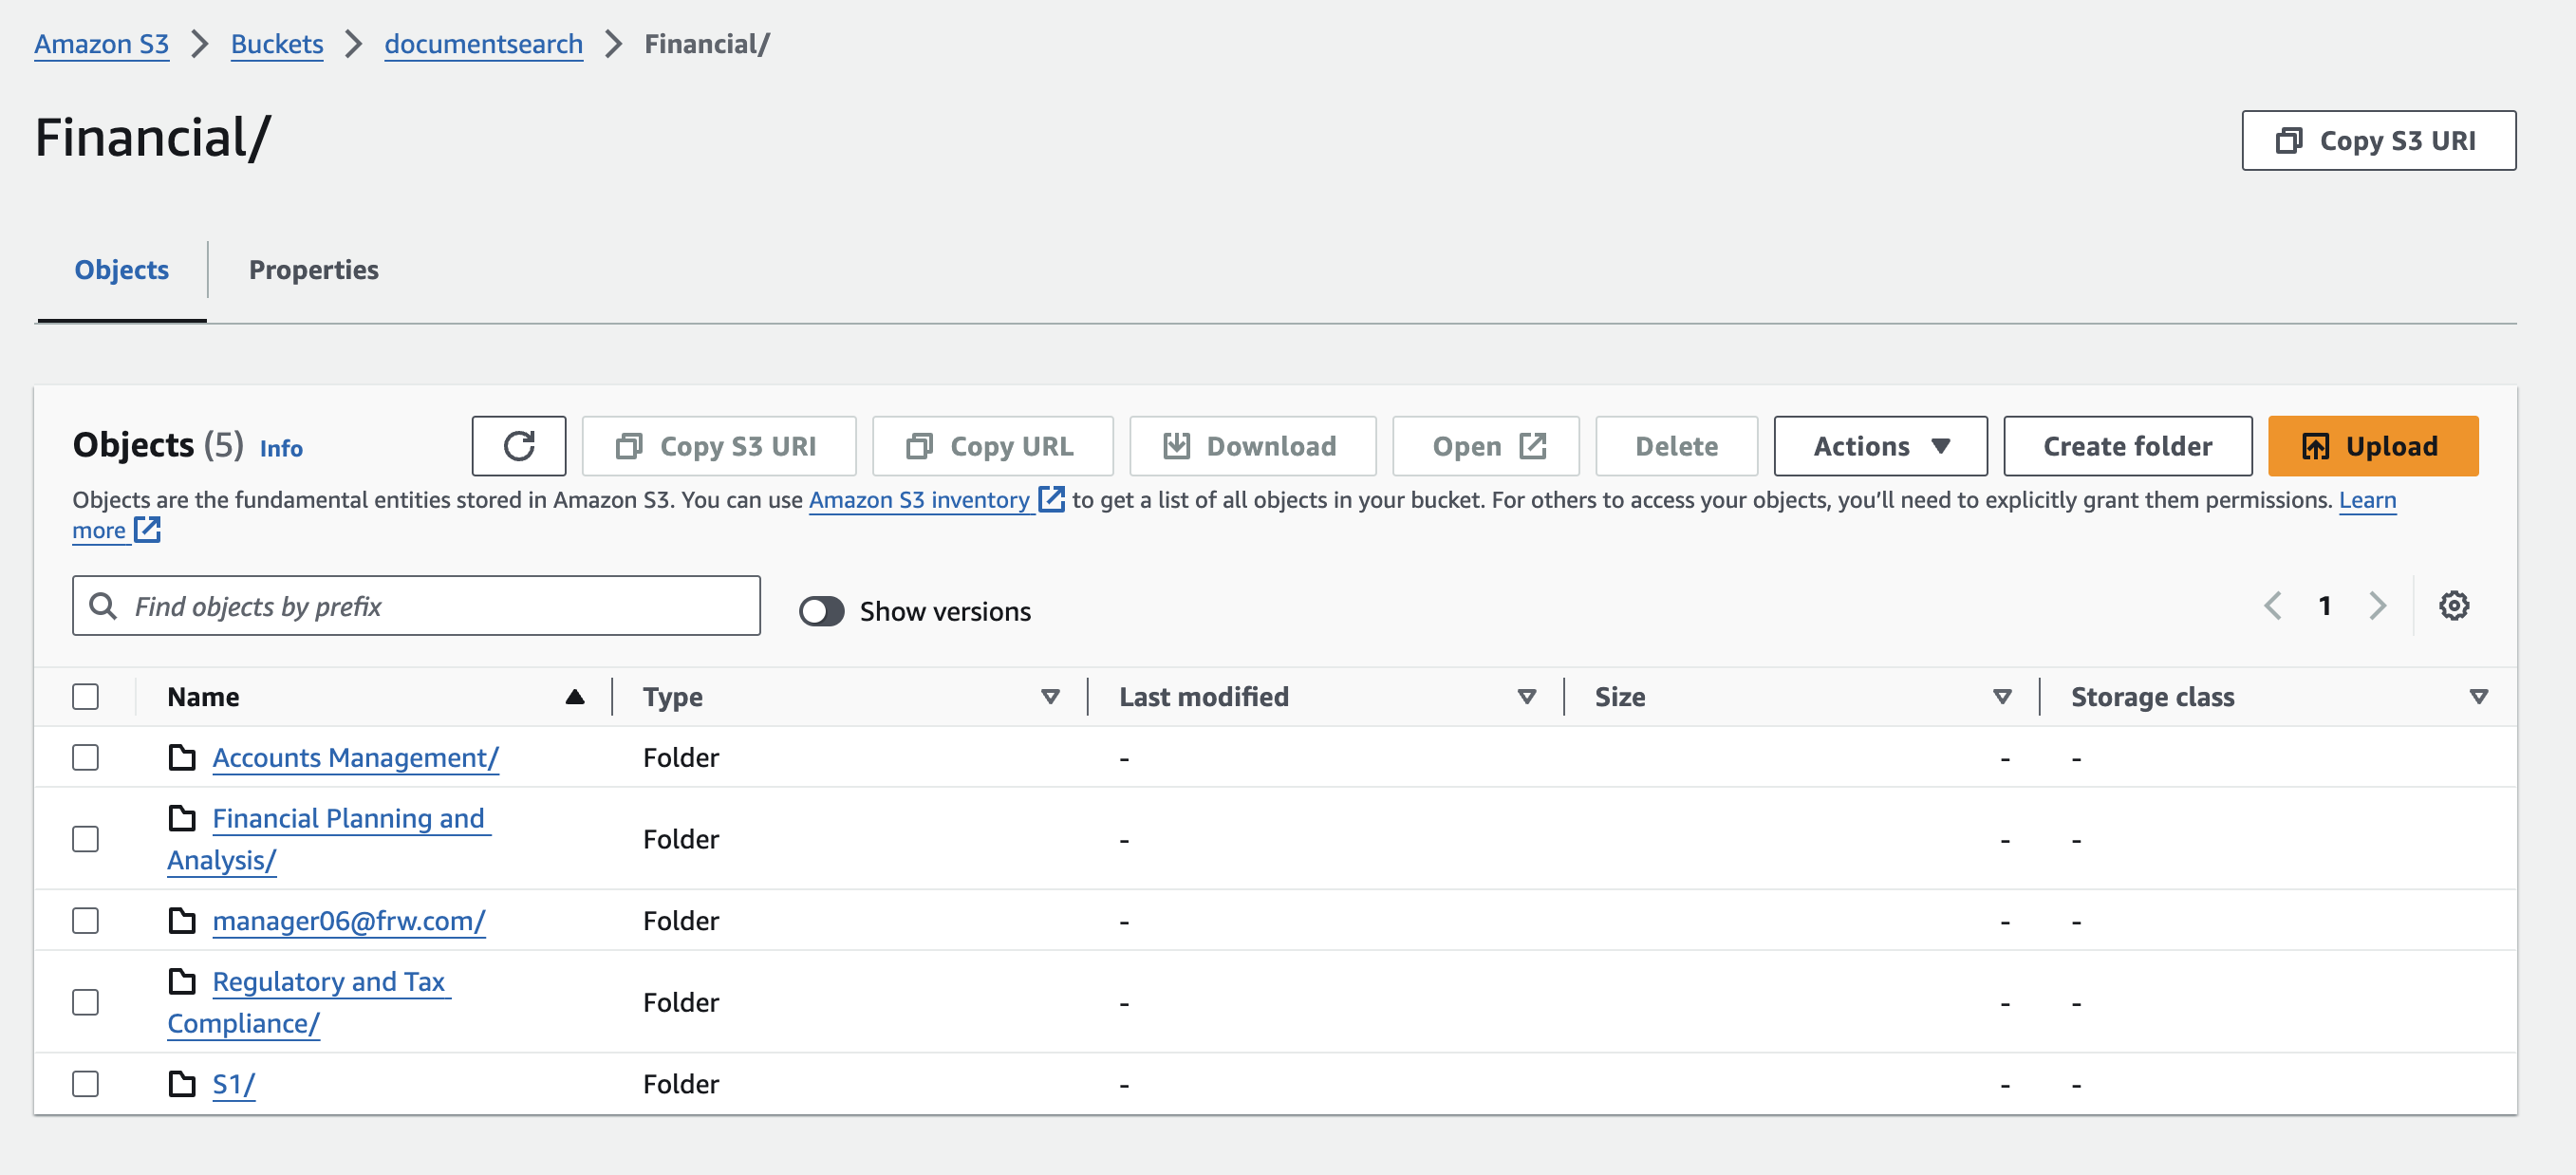 Amazon S3 > Buckets > documentsearch > Financial/
Financial/
Copy S3 URI
Objects
Properties
Objects (5) Info
Copy S3 URI
Copy URL
Download
Open
Delete
Actions
Create folder
Upload
Objects are the fundamental entities stored in Amazon S3. You can use Amazon S3 inventory to get a list of all objects in your bucket. For others to access your objects, you’ll need to explicitly grant them permissions. Learn
more
Find objects by prefix
Show versions
1
Name Type Last modified Size Storage class
Accounts Management/ Folder - - -
Financial Planning and
Analysis/ Folder - - -
manager06@frw.com/ Folder - - -
Regulatory and Tax
Compliance/ Folder - - -
S1/ Folder - - -